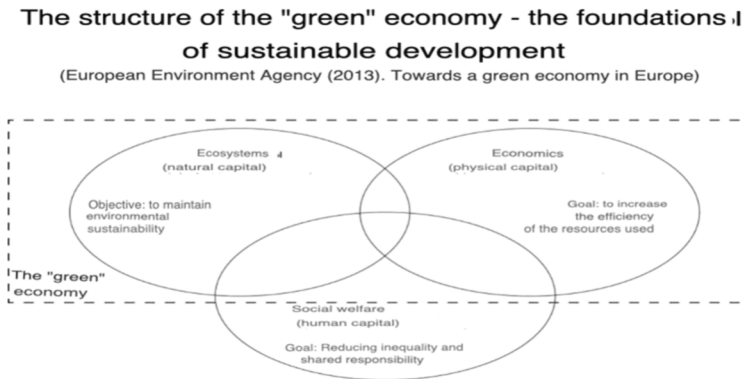 The structure of the "green" economy - the foundations
of sustainable development
(European Environment Agency (2013). Towards a green economy in Europe)
Ecosystems
(natural capital)
Economics
(physical capital)
Objective: to maintain
environmental
sustainability
Goal: to increase
the efficiency
of the resources used
The "green"
economy
Social welfare
(human capital)
Goal: Reducing inequality and
shared responsibility